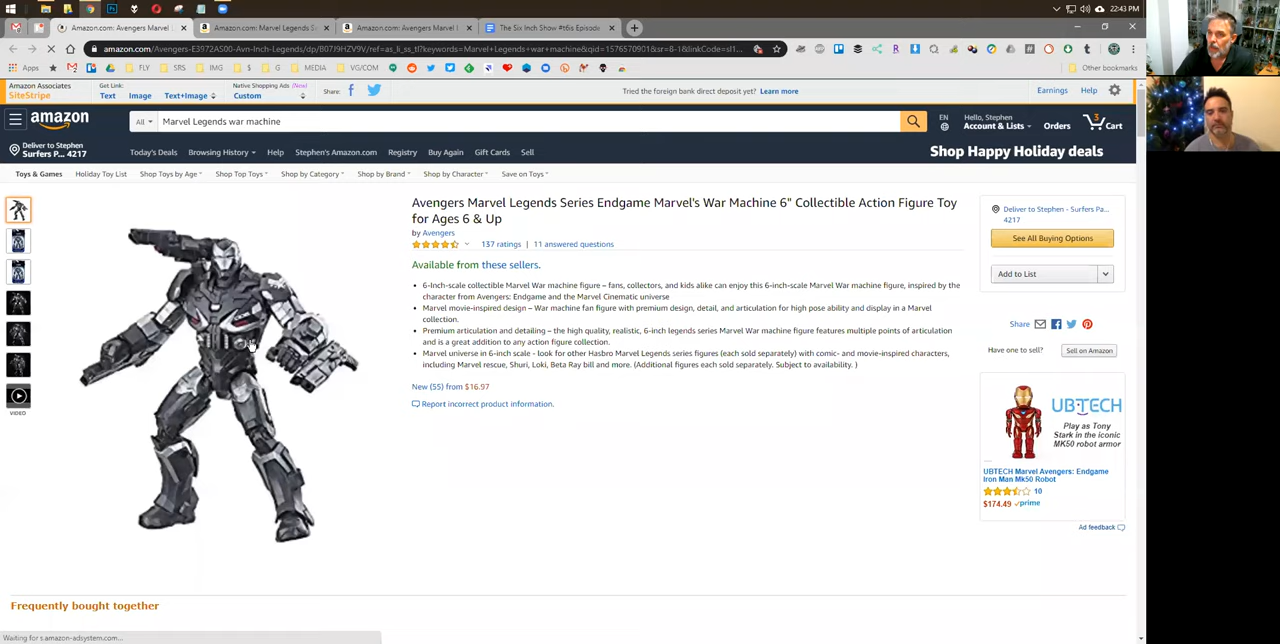 Amazon.com: Avengers Marvel
Amazon.com: Marvel Legends Se
Amazon.com: Avengers Marvel L
The Six Inch Show #t6is Episode
22:43 PM
amazon.com/Avengers-E3972A500-Avn-Inch-Legends/dp/B07J9HZV9V/ref=as_li_ss_tl?keywords=Marvel+Legends+war+machine&qid=1576570901&sr=8-1&linkCode=sl1...
Apps
FLY
SRS
IMG
$
G
MEDIA
VG/COM
Other bookmarks
Amazon Associates
SiteStripe
Get Link:
Text
Image
Text+Image
Native Shopping Ads (New)
Custom
Share:
Tried the foreign bank direct deposit yet? Learn more
Earnings
Help
amazon
All
Marvel Legends war machine
EN
Hello, Stephen
Account & Lists
Orders
3
Cart
Deliver to Stephen
Surfers P... 4217
Today's Deals
Browsing History
Help
Stephen's Amazon.com
Registry
Buy Again
Gift Cards
Sell
Shop Happy Holiday deals
Toys & Games
Holiday Toy List
Shop Toys by Age
Shop Top Toys
Shop by Category
Shop by Brand
Shop by Character
Save on Toys
Avengers Marvel Legends Series Endgame Marvel's War Machine 6" Collectible Action Figure Toy
for Ages 6 & Up
by Avengers
137 ratings | 11 answered questions
Available from these sellers.
• 6-Inch-scale collectible Marvel War machine figure – fans, collectors, and kids alike can enjoy this 6-inch-scale Marvel War machine figure, inspired by the
character from Avengers: Endgame and the Marvel Cinematic universe
• Marvel movie-inspired design – War machine fan figure with premium design, detail, and articulation for high pose ability and display in a Marvel
collection.
• Premium articulation and detailing – the high quality, realistic, 6-inch legends series Marvel War machine figure features multiple points of articulation
and is a great addition to any action figure collection.
• Marvel universe in 6-inch scale - look for other Hasbro Marvel Legends series figures (each sold separately) with comic- and movie-inspired characters,
including Marvel rescue, Shuri, Loki, Beta Ray bill and more. (Additional figures each sold separately. Subject to availability. )
New (55) from $16.97
Report incorrect product information.
VIDEO
Deliver to Stephen - Surfers Pa...
4217
See All Buying Options
Add to List
Share
Have one to sell?
Sell on Amazon
UBTECH
Play as Tony
Stark in the iconic
MK50 robot armor
UBTECH Marvel Avengers: Endgame
Iron Man Mk50 Robot
10
$174.49 prime
Ad feedback
Frequently bought together
Waiting for s.amazon-adsystem.com...